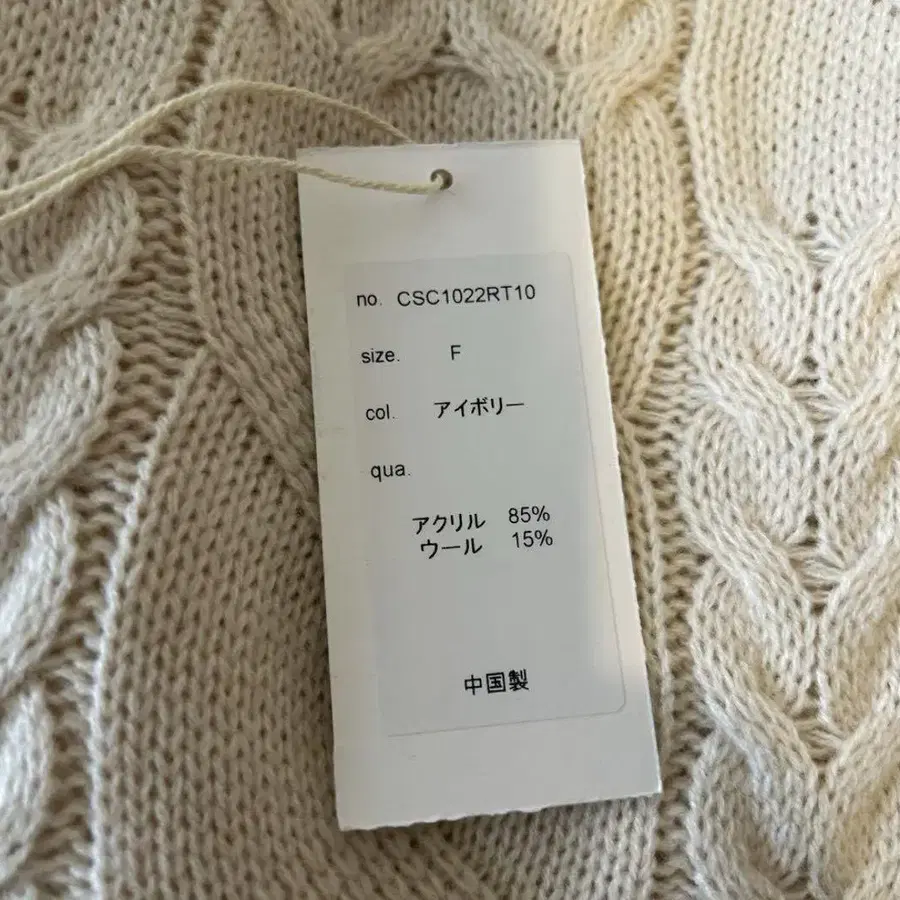 no. CSC1022RT10
size. F
col. アイボリー
qua.
アクリル 85%
ウール 15%
中国製